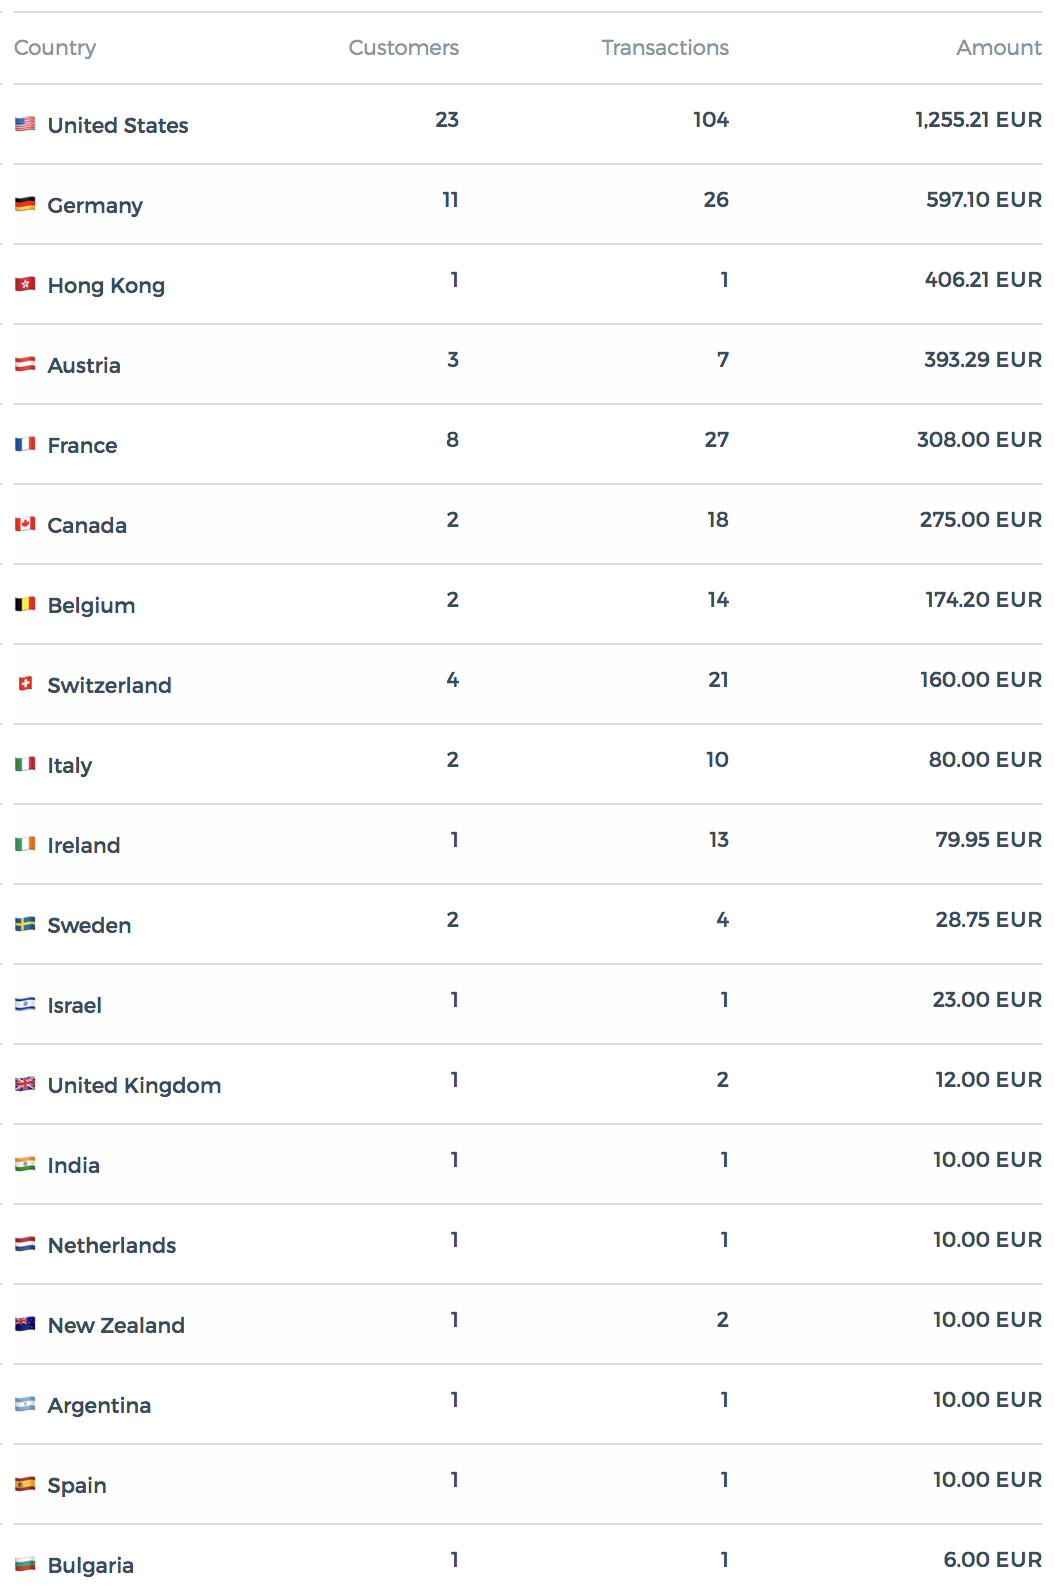 Country Customers Transactions Amount
United States 23 104 1,255.21 EUR
Germany 11 26 597.10 EUR
Hong Kong 1 1 406.21 EUR
Austria 3 7 393.29 EUR
France 8 27 308.00 EUR
Canada 2 18 275.00 EUR
Belgium 2 14 174.20 EUR
Switzerland 4 21 160.00 EUR
Italy 2 10 80.00 EUR
Ireland 1 13 79.95 EUR
Sweden 2 4 28.75 EUR
Israel 1 1 23.00 EUR
United Kingdom 1 2 12.00 EUR
India 1 1 10.00 EUR
Netherlands 1 1 10.00 EUR
New Zealand 1 2 10.00 EUR
Argentina 1 1 10.00 EUR
Spain 1 1 10.00 EUR
Bulgaria 1 1 6.00 EUR